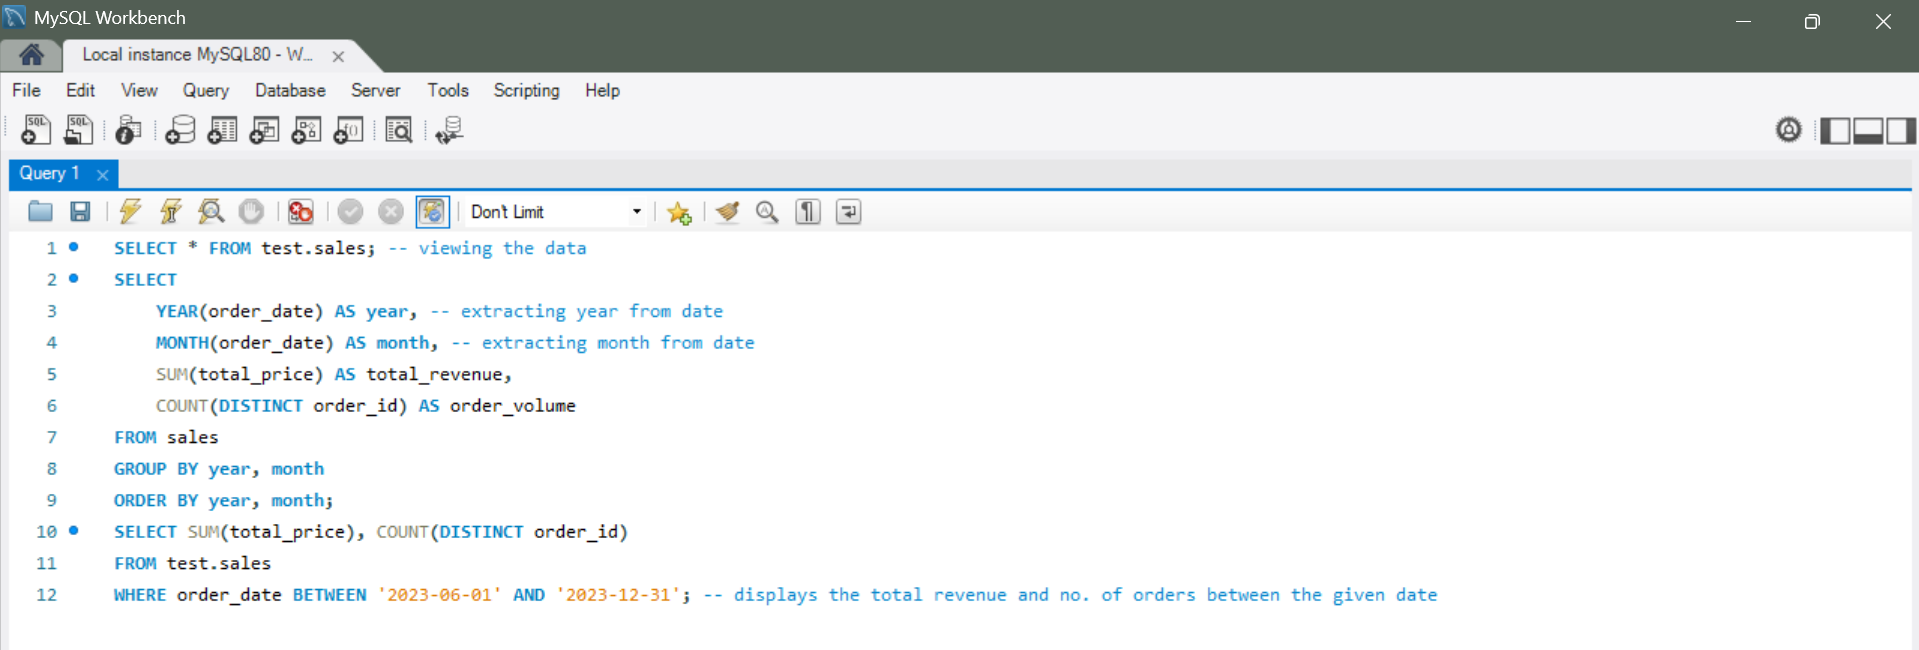 MySQL Workbench
Local instance MySQL80 - W...
File Edit View Query Database Server Tools Scripting Help
Query 1
Don't Limit
1 SELECT * FROM test.sales; -- viewing the data
2 SELECT
3 YEAR(order_date) AS year, -- extracting year from date
4 MONTH(order_date) AS month, -- extracting month from date
5 SUM(total_price) AS total_revenue,
6 COUNT(DISTINCT order_id) AS order_volume
7 FROM sales
8 GROUP BY year, month
9 ORDER BY year, month;
10 SELECT SUM(total_price), COUNT(DISTINCT order_id)
11 FROM test.sales
12 WHERE order_date BETWEEN '2023-06-01' AND '2023-12-31'; -- displays the total revenue and no. of orders between the given date